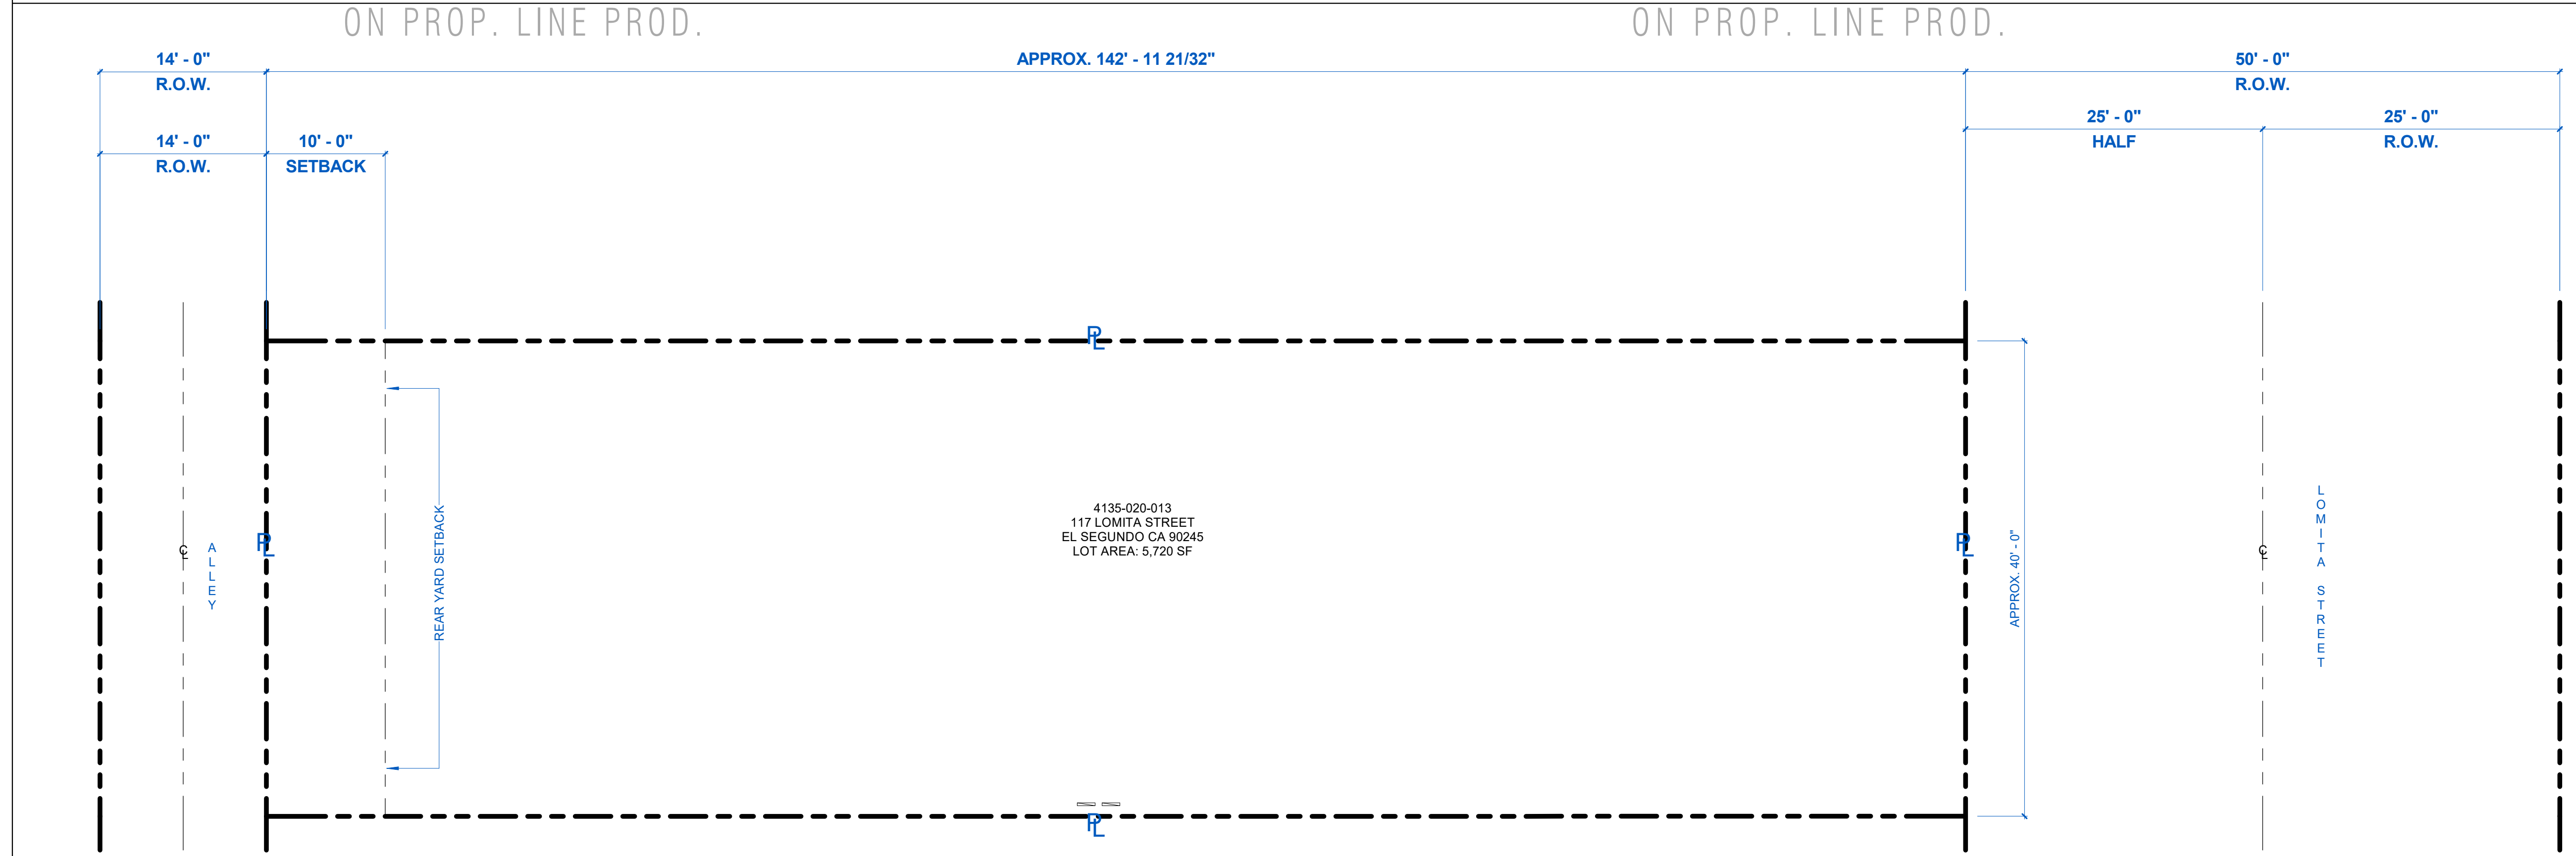 ON PROP. LINE PROD.
ON PROP. LINE PROD.
14' - 0"
R.O.W.
APPROX. 142' - 11 21/32"
50' - 0"
R.O.W.
25' - 0"
HALF
25' - 0"
R.O.W.
14' - 0"
R.O.W.
10' - 0"
SETBACK
PL
4135-020-013
117 LOMITA STREET
EL SEGUNDO CA 90245
LOT AREA: 5,720 SF
CL
ALLEY
PL
REAR YARD SETBACK
PL
APPROX. 40' - 0"
CL
LOMITA STREET
PL